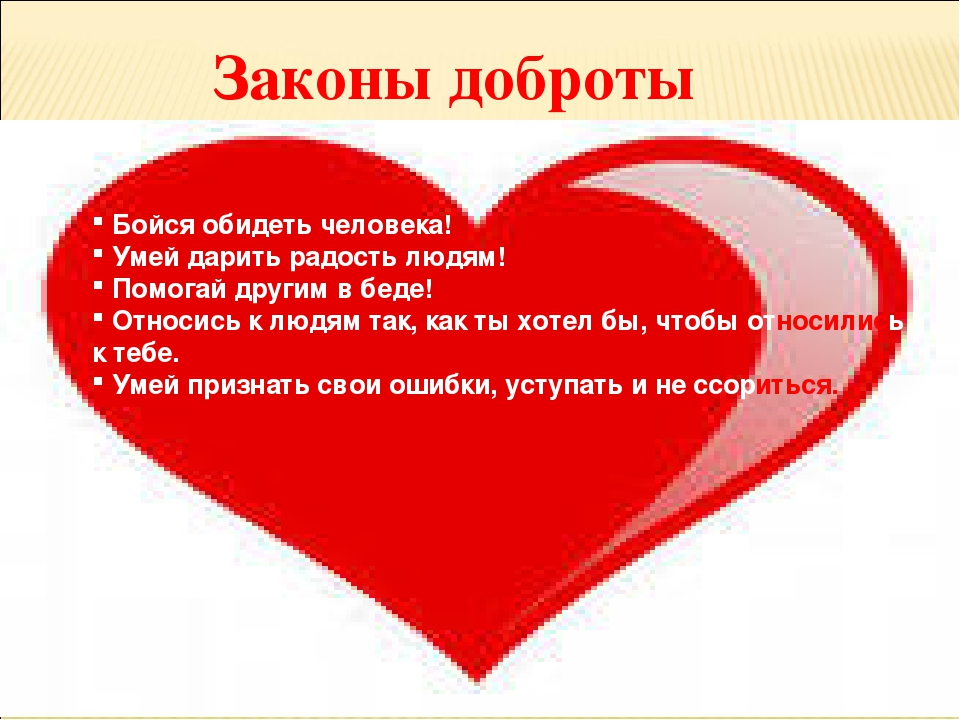 Законы доброты
▪ Бойся обидеть человека!
▪ Умей дарить радость людям!
▪ Помогай другим в беде!
▪ Относись к людям так, как ты хотел бы, чтобы относились
к тебе.
▪ Умей признать свои ошибки, уступать и не ссориться.